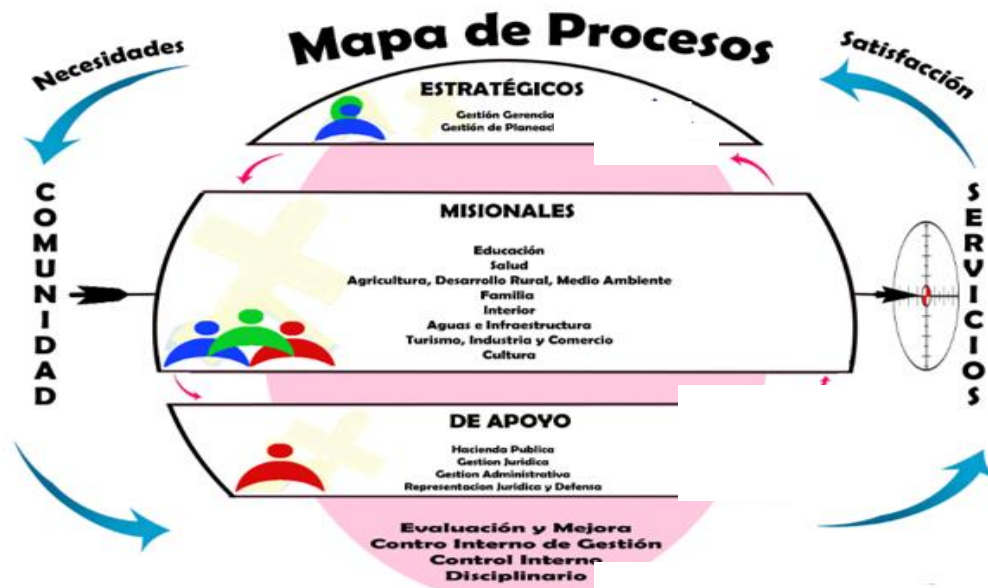 Mapa de Procesos
Necesidades
Satisfacción
ESTRATÉGICOS
Gestión Gerencia
Gestión de Planeaci
COMUNIDAD
MISIONALES
Educación
Salud
Agricultura, Desarrollo Rural, Medio Ambiente
Familia
Interior
Aguas e Infraestructura
Turismo, Industria y Comercio
Cultura
SERVICIOS
DE APOYO
Hacienda Publica
Gestion Juridica
Gestion Administrativa
Representacion Juridica y Defensa
Evaluación y Mejora
Contro Interno de Gestión
Control Interno
Disciplinario